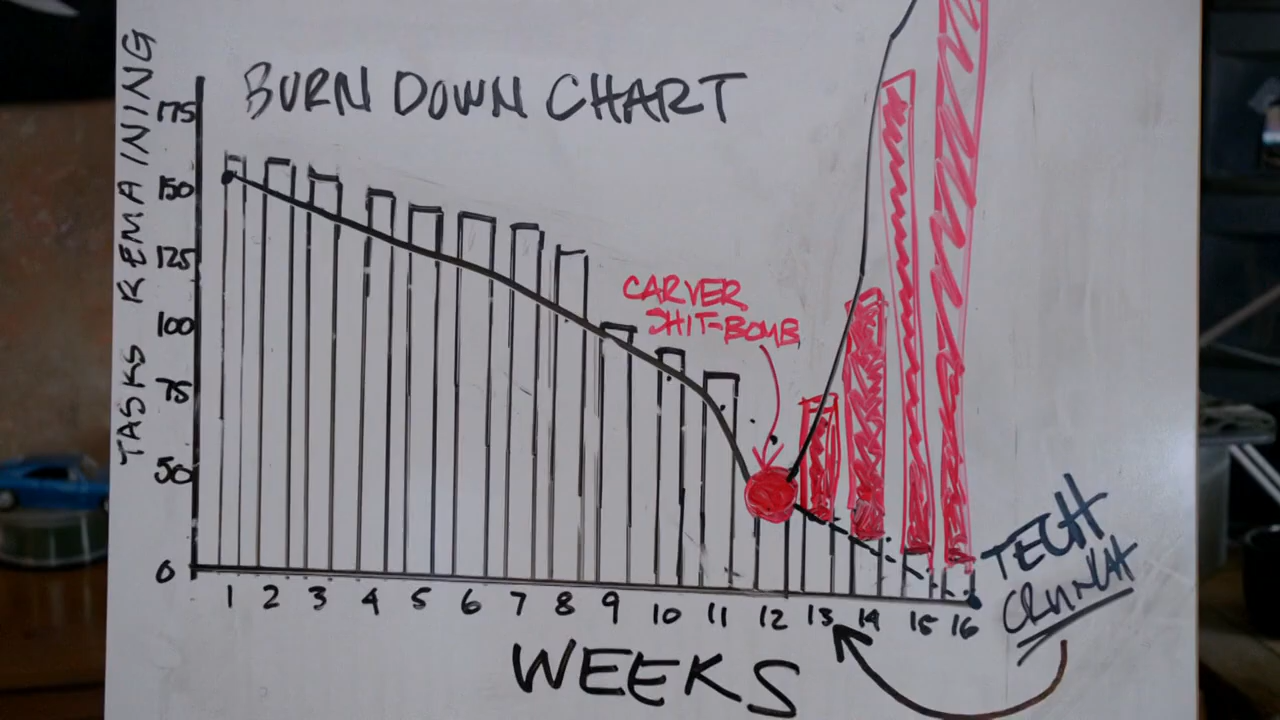 BURN DOWN CHART
TASKS REMAINING
175
150
125
100
75
50
0
CARVER
SHIT-BOMB
1 2 3 4 5 6 7 8 9 10 11 12 13 14 15 16
WEEKS
TECH
CRUNCH